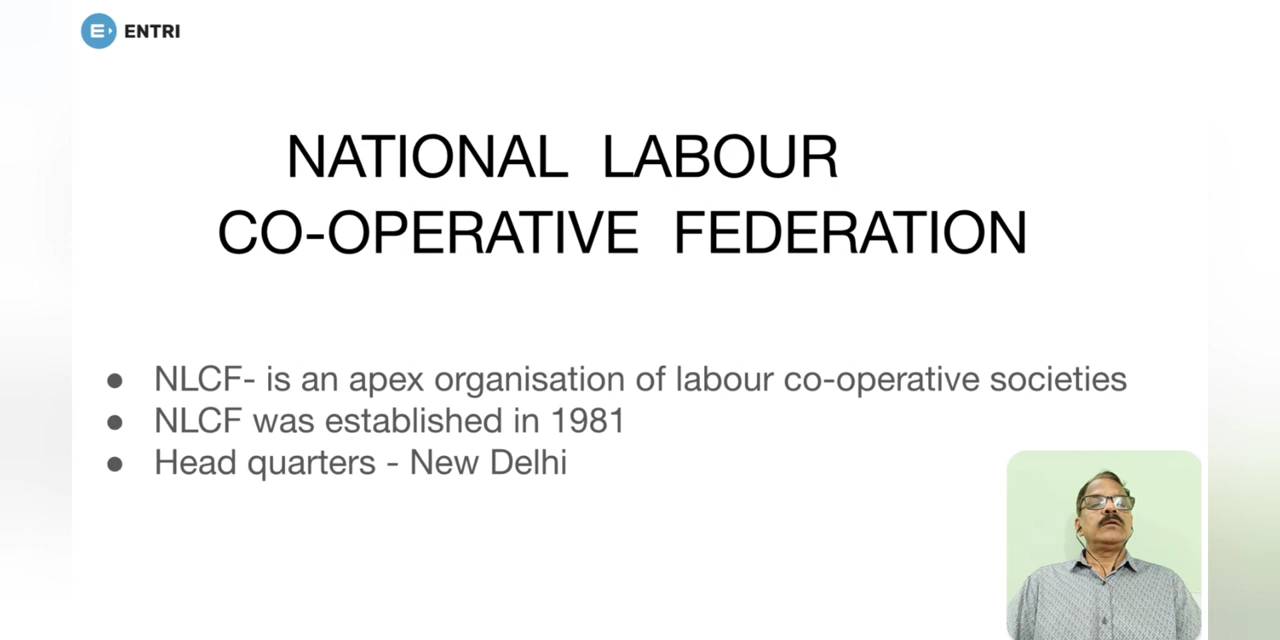 ENTRI
NATIONAL LABOUR
CO-OPERATIVE FEDERATION
● NLCF- is an apex organisation of labour co-operative societies
● NLCF was established in 1981
● Head quarters - New Delhi